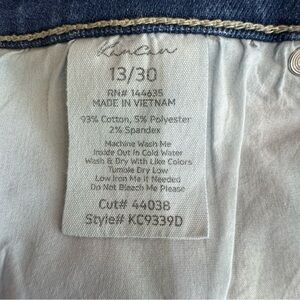 KanCan
13/30
RN# 144635
MADE IN VIETNAM
93% Cotton, 5% Polyester
2% Spandex
Machine Wash Me
Inside Out in Cold Water
Wash & Dry With Like Colors
Tumble Dry Low
Low Iron Me If Needed
Do Not Bleach Me Please
Cut# 44038
Style# KC9339D